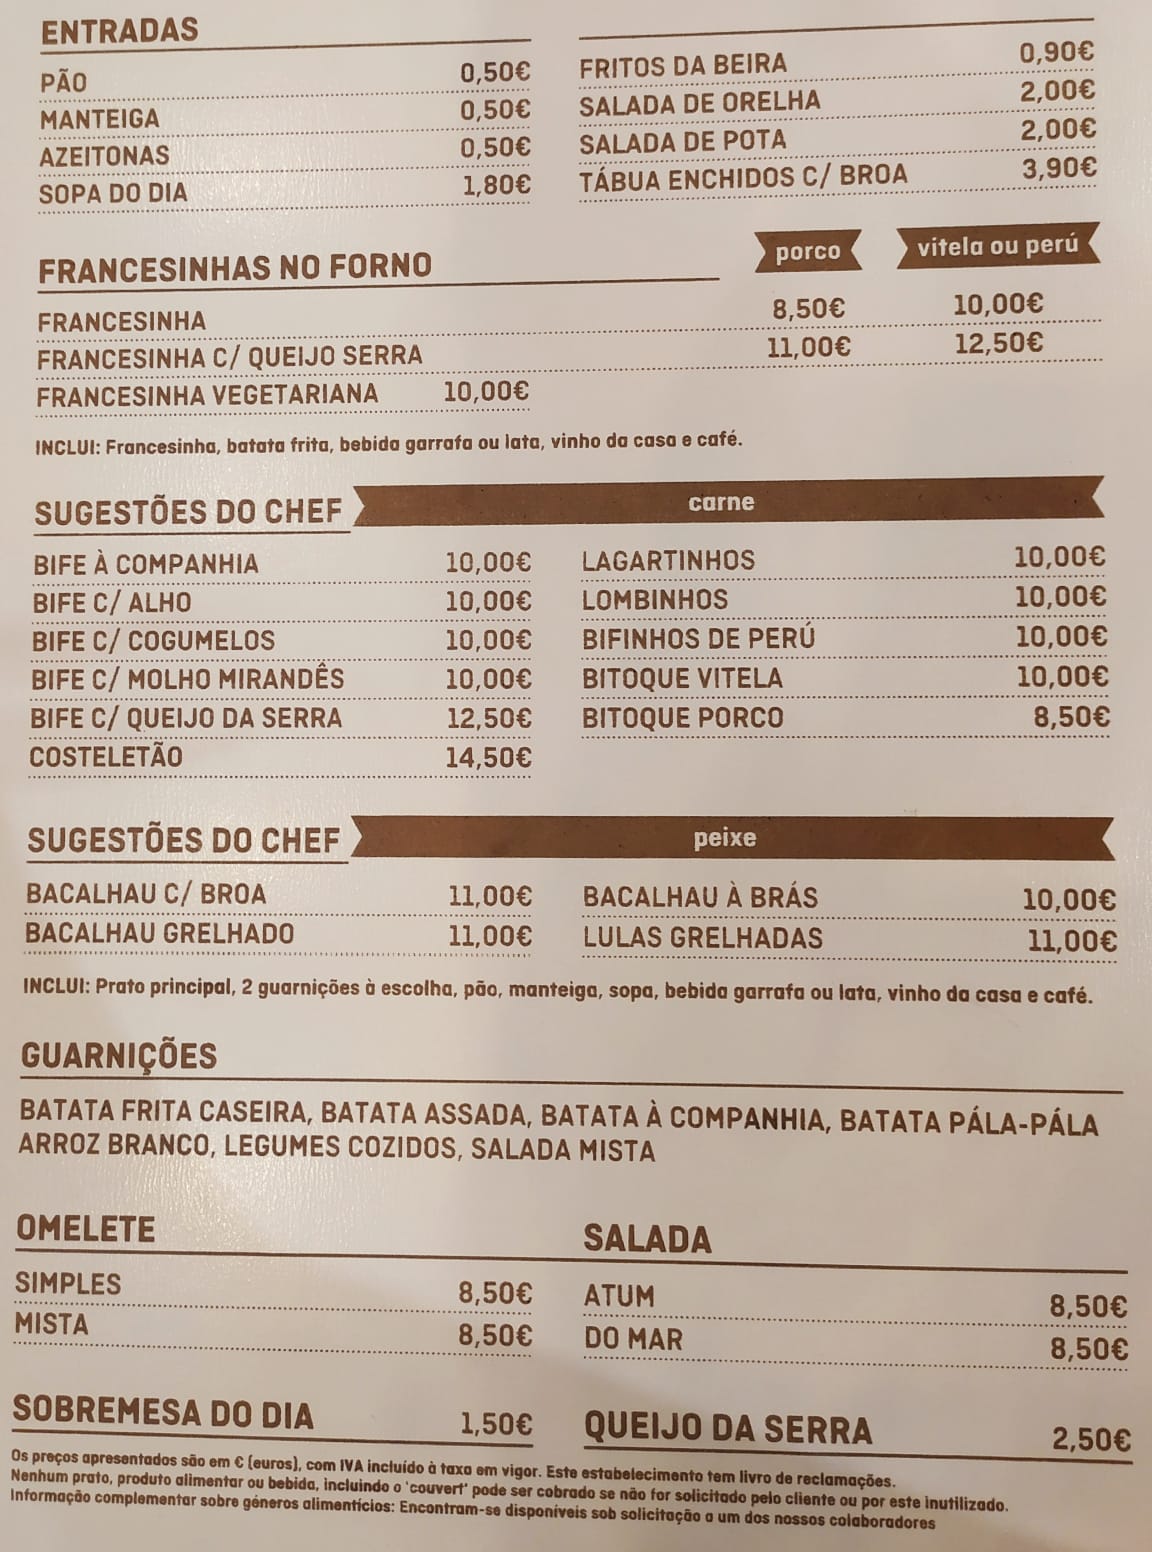 ENTRADAS
PÃO 0,50€
MANTEIGA 0,50€
AZEITONAS 0,50€
SOPA DO DIA 1,80€
FRITOS DA BEIRA 0,90€
SALADA DE ORELHA 2,00€
SALADA DE POTA 2,00€
TÁBUA ENCHIDOS C/ BROA 3,90€
FRANCESINHAS NO FORNO porco vitela ou perú
FRANCESINHA 8,50€ 10,00€
FRANCESINHA C/ QUEIJO SERRA 11,00€ 12,50€
FRANCESINHA VEGETARIANA 10,00€
INCLUI: Francesinha, batata frita, bebida garrafa ou lata, vinho da casa e café.
SUGESTÕES DO CHEF carne
BIFE À COMPANHIA 10,00€
BIFE C/ ALHO 10,00€
BIFE C/ COGUMELOS 10,00€
BIFE C/ MOLHO MIRANDÊS 10,00€
BIFE C/ QUEIJO DA SERRA 12,50€
COSTELETÃO 14,50€
LAGARTINHOS 10,00€
LOMBINHOS 10,00€
BIFINHOS DE PERÚ 10,00€
BITOQUE VITELA 10,00€
BITOQUE PORCO 8,50€
SUGESTÕES DO CHEF peixe
BACALHAU C/ BROA 11,00€
BACALHAU GRELHADO 11,00€
BACALHAU À BRÁS 10,00€
LULAS GRELHADAS 11,00€
INCLUI: Prato principal, 2 guarnições à escolha, pão, manteiga, sopa, bebida garrafa ou lata, vinho da casa e café.
GUARNIÇÕES
BATATA FRITA CASEIRA, BATATA ASSADA, BATATA À COMPANHIA, BATATA PÁLA-PÁLA
ARROZ BRANCO, LEGUMES COZIDOS, SALADA MISTA
OMELETE
SIMPLES 8,50€
MISTA 8,50€
SALADA
ATUM 8,50€
DO MAR 8,50€
SOBREMESA DO DIA 1,50€
QUEIJO DA SERRA 2,50€
Os preços apresentados são em € (euros), com IVA incluído à taxa em vigor. Este estabelecimento tem livro de reclamações.
Nenhum prato, produto alimentar ou bebida, incluindo o 'couvert' pode ser cobrado se não for solicitado pelo cliente ou por este inutilizado.
Informação complementar sobre géneros alimentícios: Encontram-se disponíveis sob solicitação a um dos nossos colaboradores